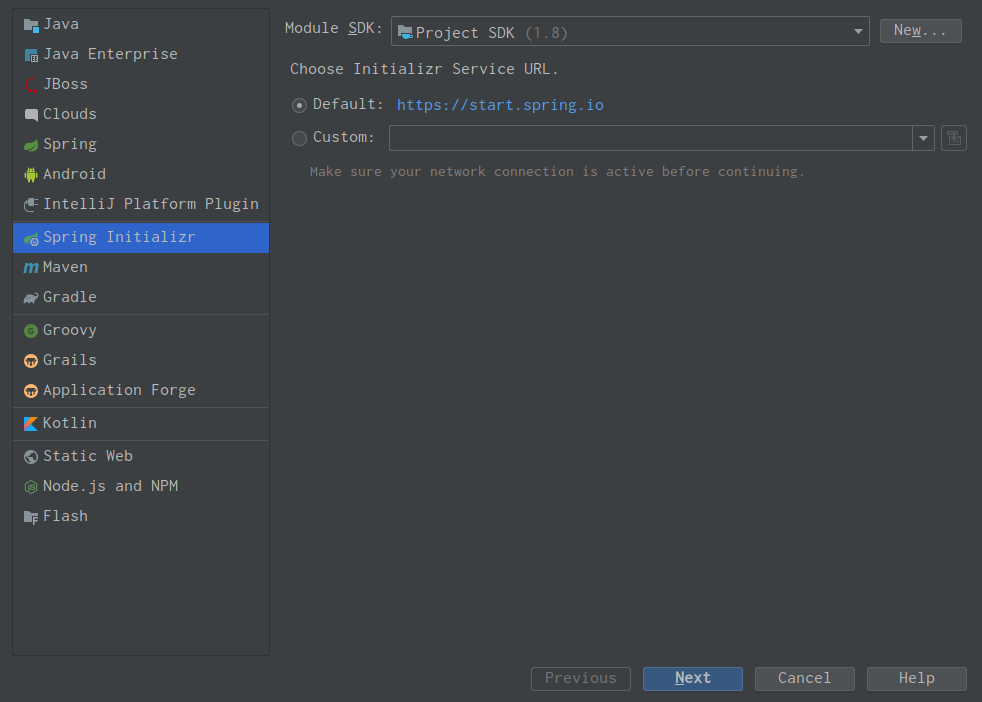 Java
Java Enterprise
JBoss
Clouds
Spring
Android
IntelliJ Platform Plugin
Spring Initializr
Maven
Gradle
Groovy
Grails
Application Forge
Kotlin
Static Web
Node.js and NPM
Flash
Module SDK: Project SDK (1.8) New...
Choose Initializr Service URL.
Default: https://start.spring.io
Custom:
Make sure your network connection is active before continuing.
Previous Next Cancel Help